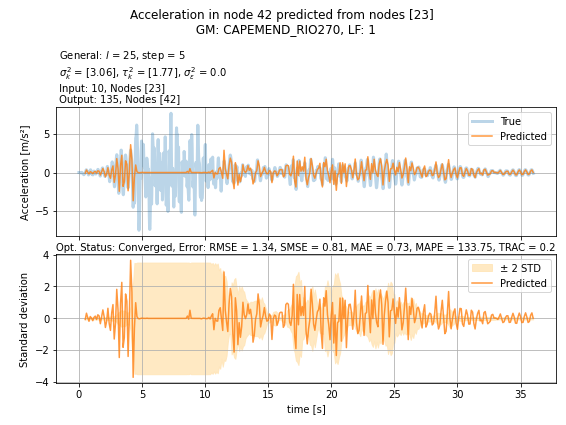 Acceleration in node 42 predicted from nodes [23]
GM: CAPEMEND_RIO270, LF: 1
General: l = 25, step = 5
σ²ₖ = [3.06], τ²ₖ = [1.77], σ²ε = 0.0
Input: 10, Nodes [23]
Output: 135, Nodes [42]
Acceleration [m/s²]
5
0
−5
True
Predicted
Opt. Status: Converged, Error: RMSE = 1.34, SMSE = 0.81, MAE = 0.73, MAPE = 133.75, TRAC = 0.2
Standard deviation
4
2
0
−2
−4
± 2 STD
Predicted
0 5 10 15 20 25 30 35
time [s]